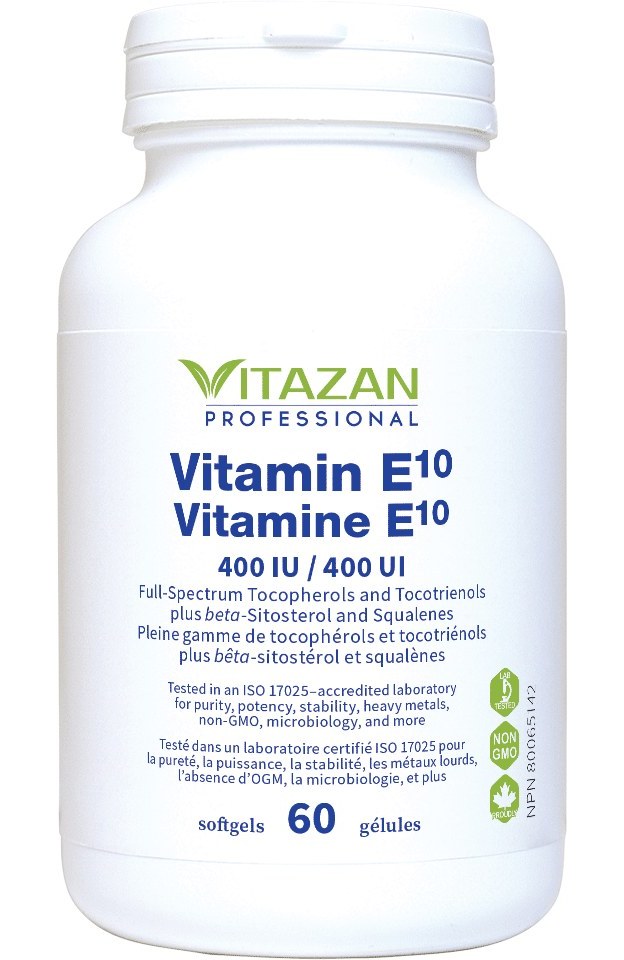 VITAZAN
PROFESSIONAL
Vitamin E10
Vitamine E10
400 IU / 400 UI
Full-Spectrum Tocopherols and Tocotrienols
plus beta-Sitosterol and Squalenes
Pleine gamme de tocophérols et tocotriénols
plus bêta-sitostérol et squalènes
Tested in an ISO 17025–accredited laboratory
for purity, potency, stability, heavy metals,
non-GMO, microbiology, and more
Testé dans un laboratoire certifié ISO 17025 pour
la pureté, la puissance, la stabilité, les métaux lourds,
l’absence d’OGM, la microbiologie, et plus
softgels 60 gélules
LAB
TESTED
NON
GMO
PROUDLY
NPN 80065142